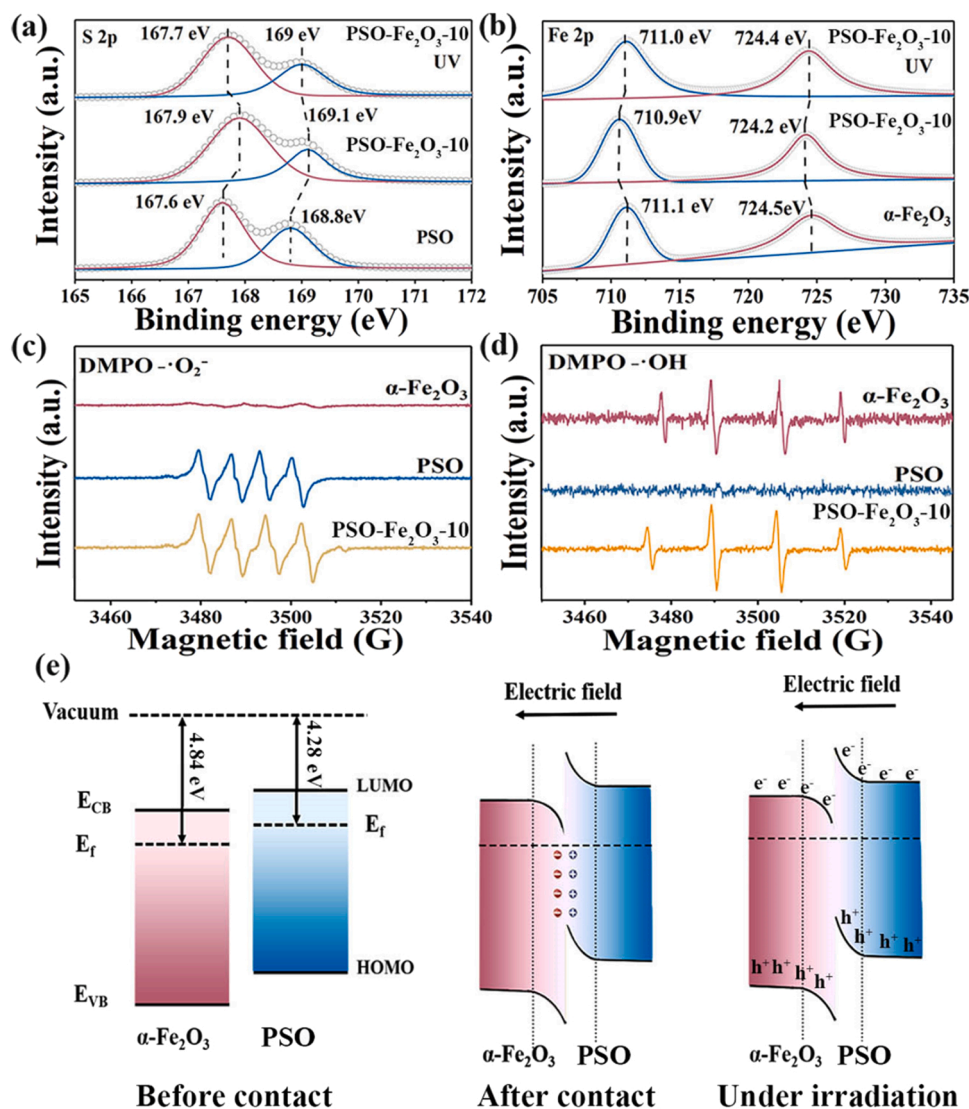 (a)
S 2p
167.7 eV
169 eV
PSO-Fe₂O₃-10
UV
167.9 eV
169.1 eV
PSO-Fe₂O₃-10
167.6 eV
168.8eV
PSO
Intensity (a.u.)
165 166 167 168 169 170 171 172
Binding energy (eV)
(b)
Fe 2p
711.0 eV
724.4 eV
PSO-Fe₂O₃-10
UV
710.9eV
724.2 eV
PSO-Fe₂O₃-10
711.1 eV
724.5eV
α-Fe₂O₃
Intensity (a.u.)
705 710 715 720 725 730 735
Binding energy (eV)
(c)
DMPO -·O₂⁻
α-Fe₂O₃
PSO
PSO-Fe₂O₃-10
Intensity (a.u.)
3460 3480 3500 3520 3540
Magnetic field (G)
(d)
DMPO -·OH
α-Fe₂O₃
PSO
PSO-Fe₂O₃-10
Intensity (a.u.)
3460 3480 3500 3520 3540
Magnetic field (G)
(e)
Vacuum
4.84 eV
4.28 eV
E_CB
LUMO
E_f
E_f
E_VB
HOMO
α-Fe₂O₃
PSO
Before contact
Electric field
α-Fe₂O₃
PSO
After contact
Electric field
e⁻
e⁻ e⁻ e⁻ e⁻
e⁻ e⁻ e⁻
h⁺
h⁺ h⁺ h⁺
h⁺ h⁺ h⁺ h⁺
α-Fe₂O₃
PSO
Under irradiation